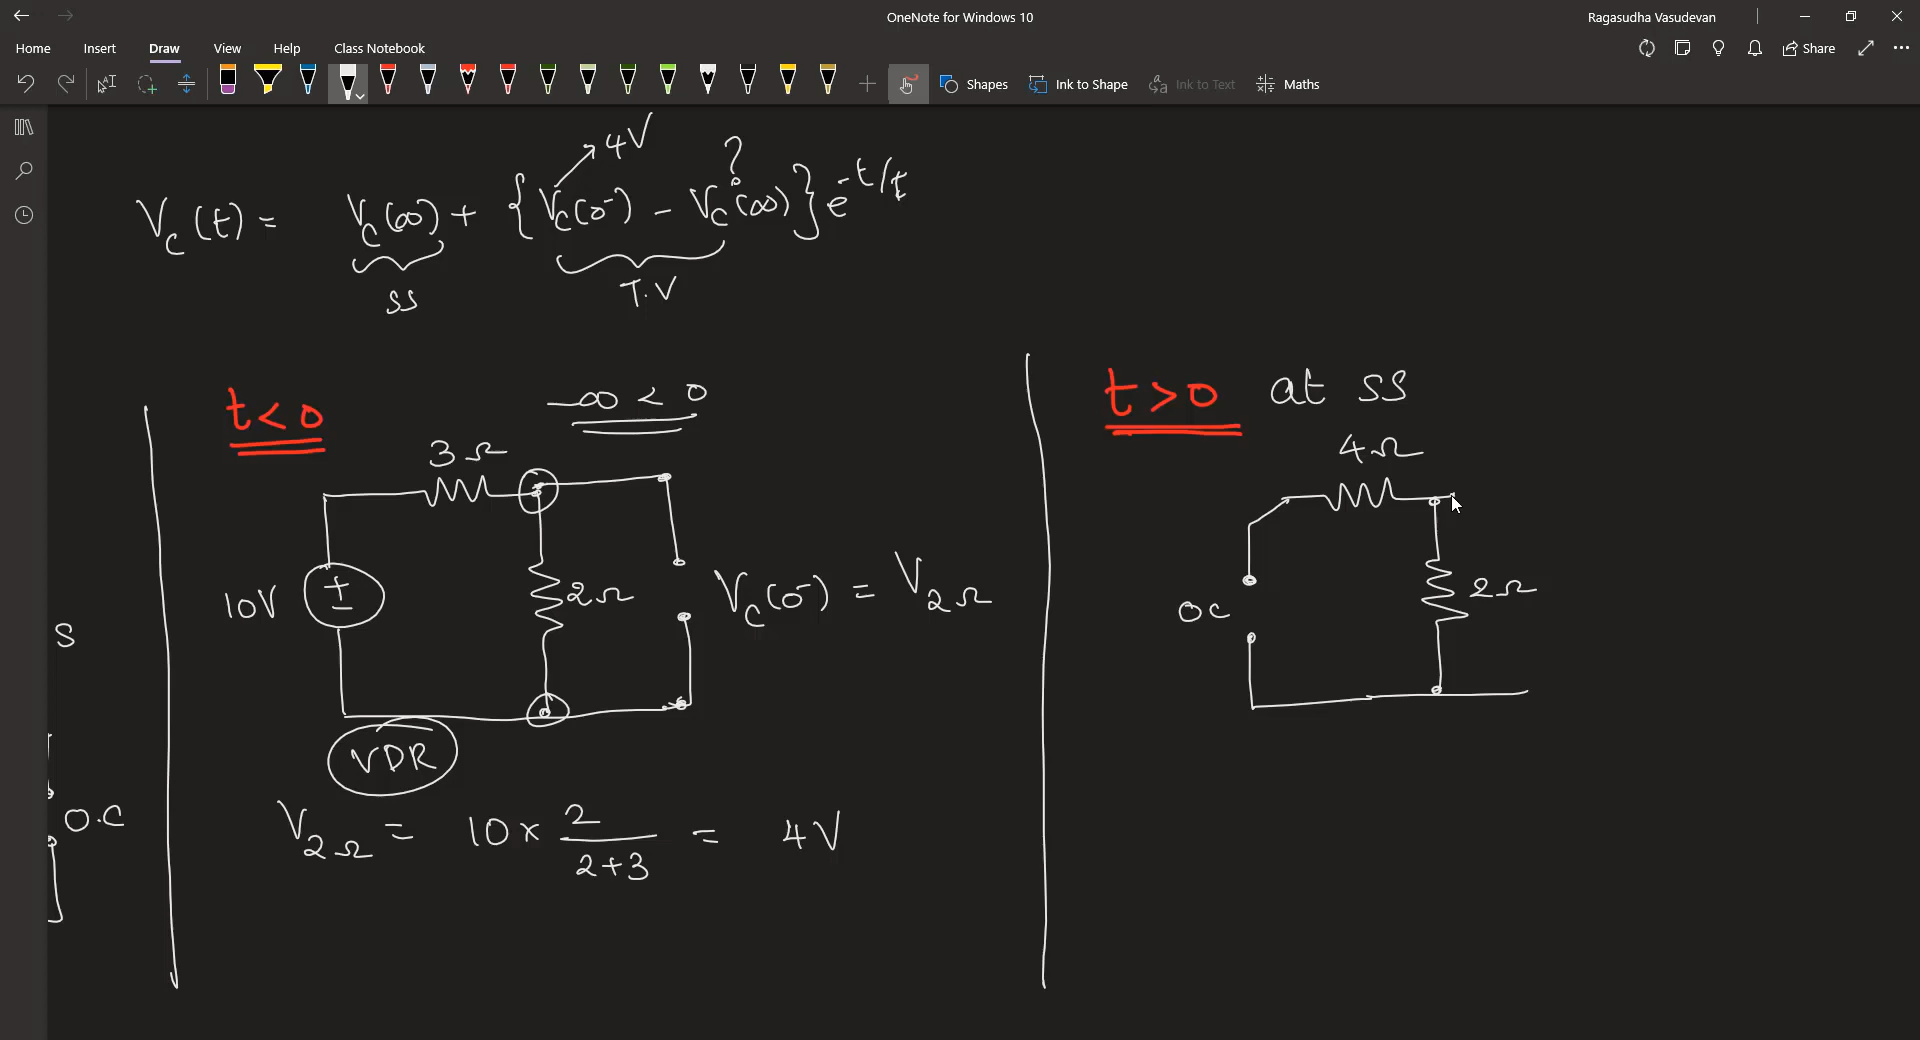 OneNote for Windows 10
Ragasudha Vasudevan
Home Insert Draw View Help Class Notebook
Share
Shapes Ink to Shape Ink to Text Maths
4V
?
Vc(t) = Vc(∞) + {Vc(0⁻) - Vc(∞)} e^-t/τ
SS
T.V
t<0
-∞ < 0
3Ω
10V
+
-
2Ω
Vc(0⁻) = V2Ω
VDR
V2Ω = 10 × 2/(2+3) = 4V
t>0 at SS
4Ω
OC
2Ω
S
O.C